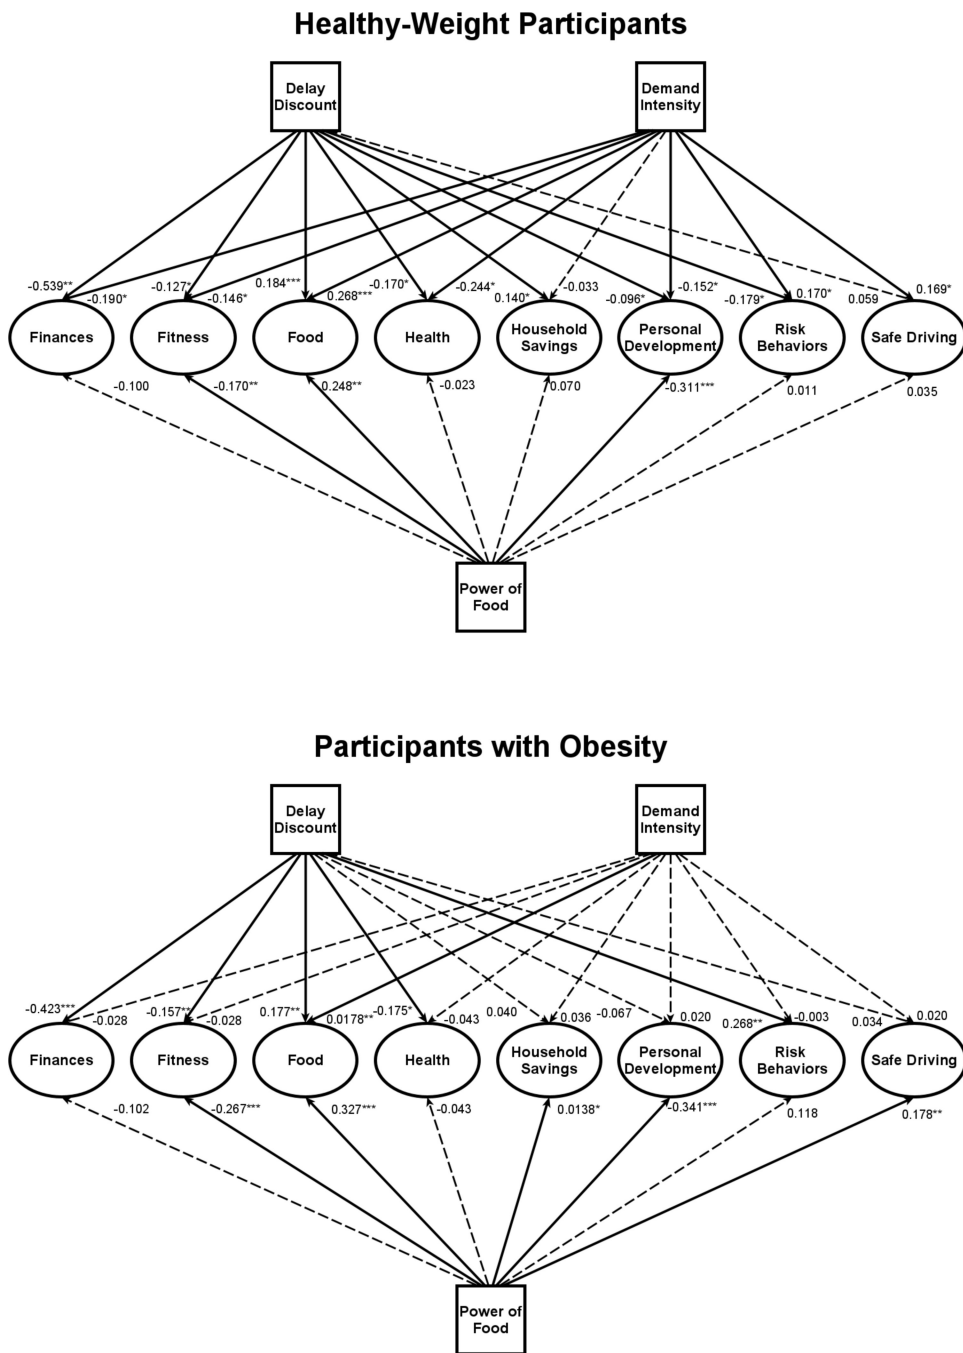 Healthy-Weight Participants
Delay
Discount
Demand
Intensity
-0.539**
-0.190*
-0.127*
-0.146*
0.184***
0.268***
-0.170*
-0.244*
0.140*
-0.033
-0.096*
-0.152*
-0.179*
0.170*
0.059
0.169*
Finances
Fitness
Food
Health
Household
Savings
Personal
Development
Risk
Behaviors
Safe Driving
-0.100
-0.170**
0.248**
-0.023
0.070
-0.311***
0.011
0.035
Power of
Food
Participants with Obesity
Delay
Discount
Demand
Intensity
-0.423***
-0.028
-0.157**
-0.028
0.177**
0.0178**
-0.175*
-0.043
0.040
0.036
-0.067
0.020
0.268**
-0.003
0.034
0.020
Finances
Fitness
Food
Health
Household
Savings
Personal
Development
Risk
Behaviors
Safe Driving
-0.102
-0.267***
0.327***
-0.043
0.0138*
-0.341***
0.118
0.178**
Power of
Food